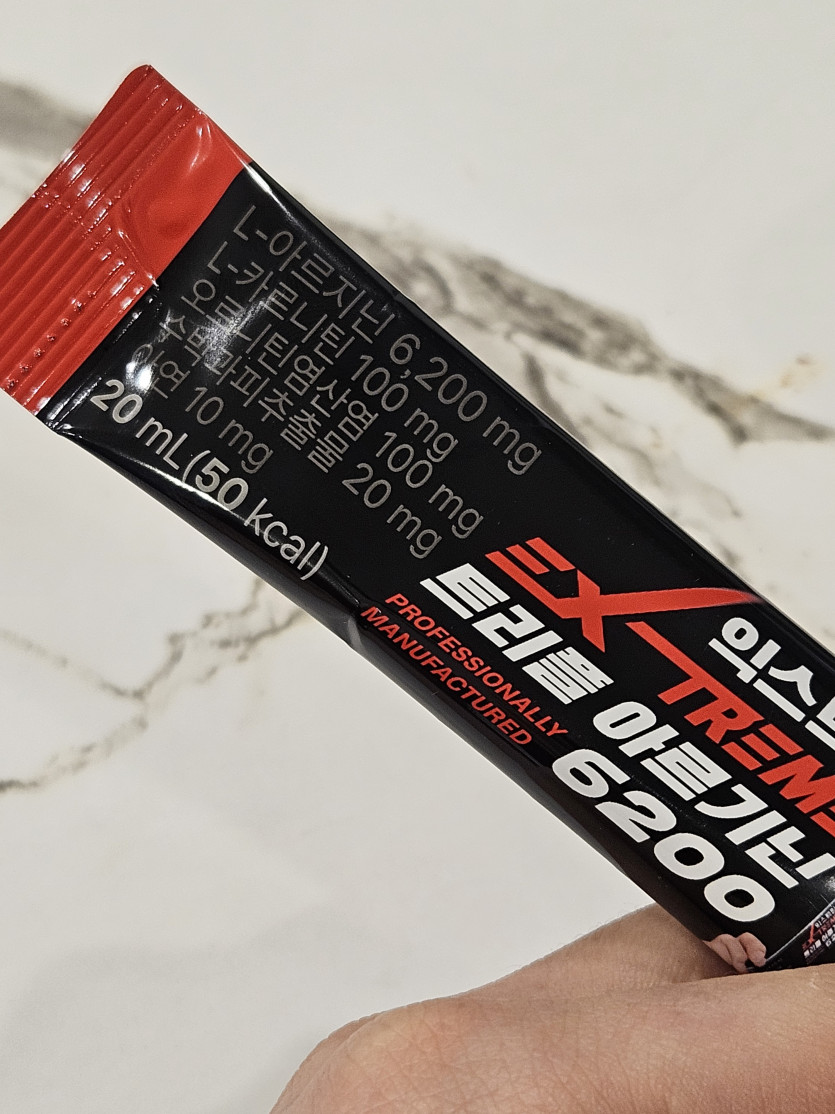 L-아르지닌 6,200 mg
L-카르니틴 100 mg
오르니틴염산염 100 mg
수박과피추출물 20 mg
아연 10 mg
20 mL(50 kcal)
EX
TREM
익스
트리플 아르기닌
6200
PROFESSIONALLY
MANUFACTURED